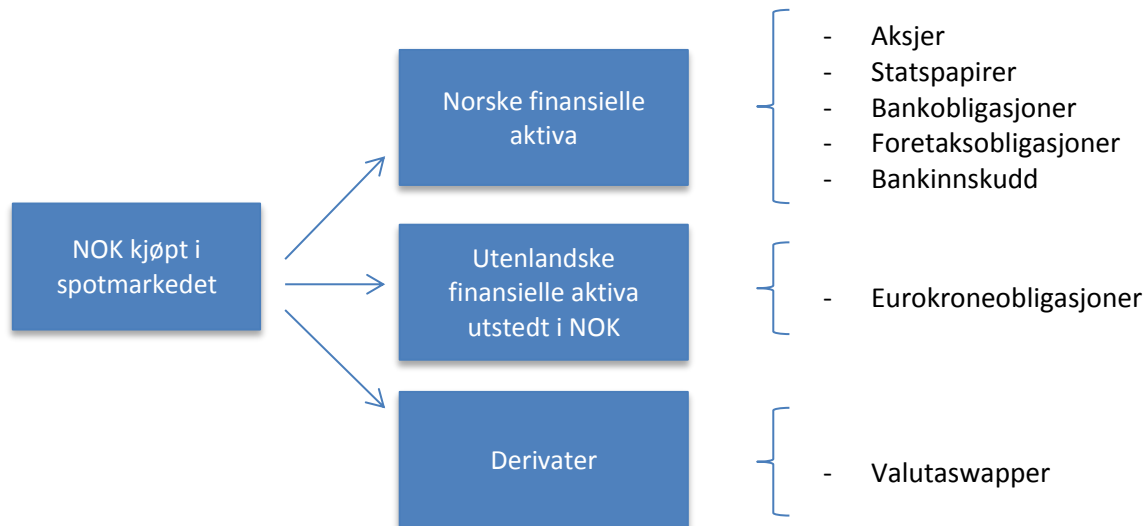 NOK kjøpt i
spotmarkedet
Norske finansielle
aktiva
- Aksjer
- Statspapirer
- Bankobligasjoner
- Foretaksobligasjoner
- Bankinnskudd
Utenlandske
finansielle aktiva
utstedt i NOK
- Eurokroneobligasjoner
Derivater
- Valutaswapper